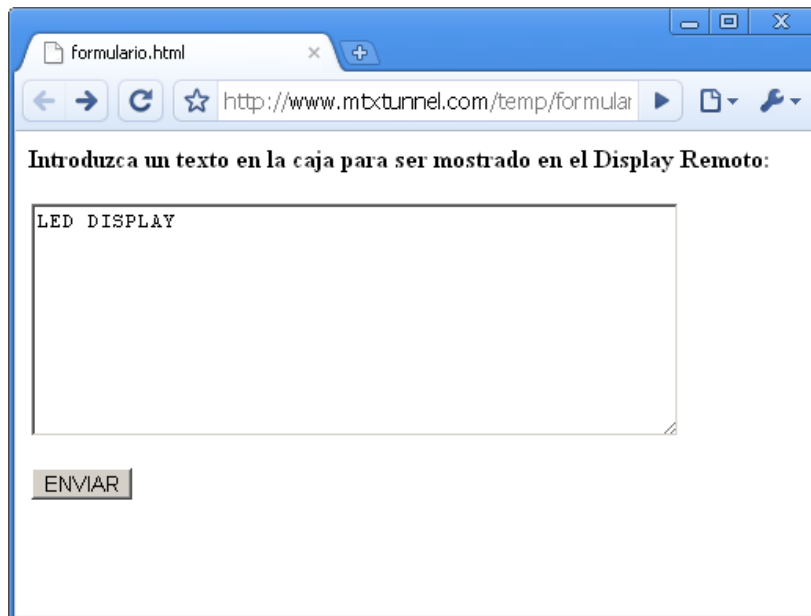 formulario.html
http://www.mtxtunnel.com/temp/formular
Introduzca un texto en la caja para ser mostrado en el Display Remoto:
LED DISPLAY
ENVIAR